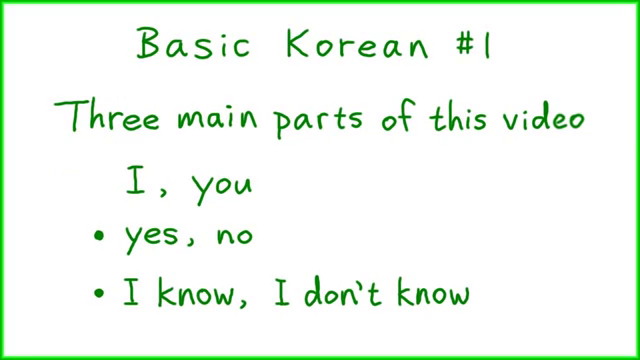 Basic Korean #1
Three main parts of this video
I, you
• yes, no
• I know, I don't know